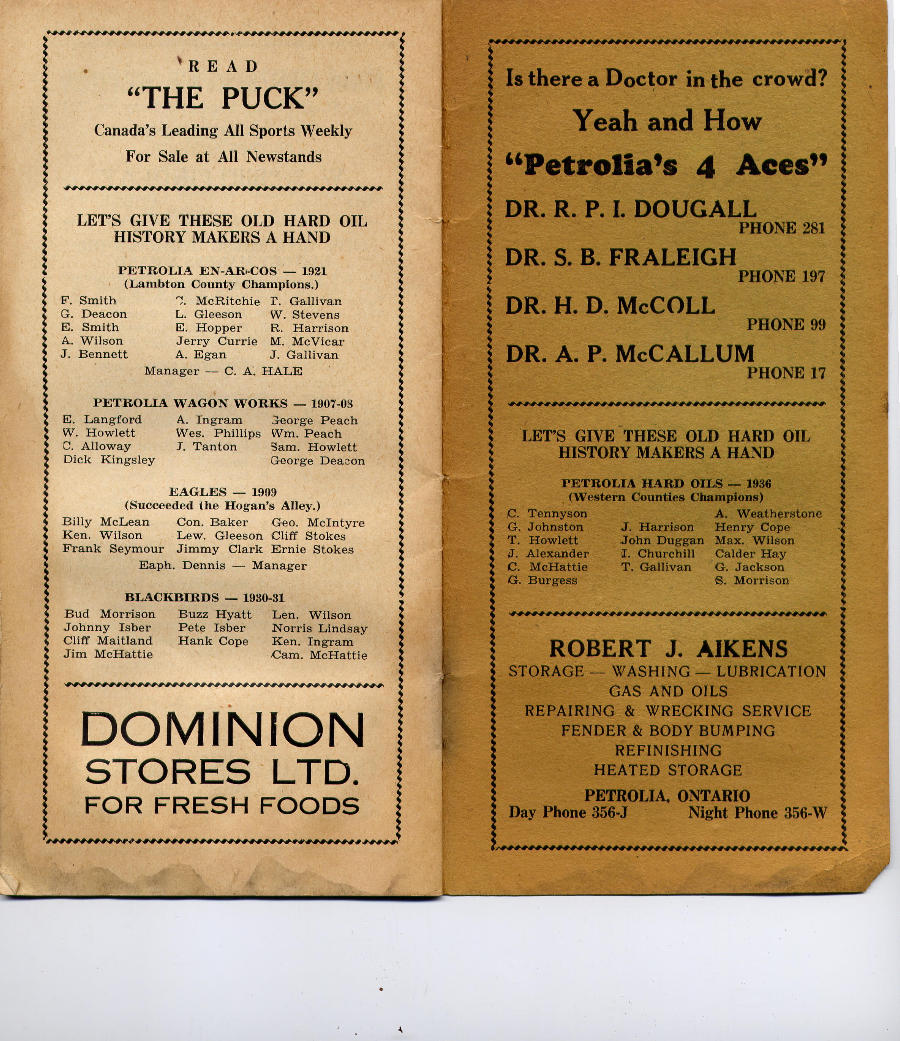 READ
"THE PUCK"
Canada's Leading All Sports Weekly
For Sale at All Newstands
LET'S GIVE THESE OLD HARD OIL
HISTORY MAKERS A HAND
PETROLIA EN-AR-COS — 1921
(Lambton County Champions.)
F. Smith McRitchie T. Gallivan
G. Deacon L. Gleeson W. Stevens
E. Smith E. Hopper R. Harrison
A. Wilson Jerry Currie M. McVicar
J. Bennett A. Egan J. Gallivan
Manager — C. A. HALE
PETROLIA WAGON WORKS — 1907-08
E. Langford A. Ingram George Peach
W. Howlett Wes. Phillips Wm. Peach
C. Alloway J. Tanton Sam. Howlett
Dick Kingsley George Deacon
EAGLES — 1909
(Succeeded the Hogan's Alley.)
Billy McLean Con. Baker Geo. McIntyre
Ken. Wilson Lew. Gleeson Cliff Stokes
Frank Seymour Jimmy Clark Ernie Stokes
Eaph. Dennis — Manager
BLACKBIRDS — 1930-31
Bud Morrison Buzz Hyatt Len. Wilson
Johnny Isber Pete Isber Norris Lindsay
Cliff Maitland Hank Cope Ken. Ingram
Jim McHattie Cam. McHattie
DOMINION
STORES LTD.
FOR FRESH FOODS
Is there a Doctor in the crowd?
Yeah and How
"Petrolia's 4 Aces"
DR. R. P. I. DOUGALL
PHONE 281
DR. S. B. FRALEIGH
PHONE 197
DR. H. D. McCOLL
PHONE 99
DR. A. P. McCALLUM
PHONE 17
LET'S GIVE THESE OLD HARD OIL
HISTORY MAKERS A HAND
PETROLIA HARD OILS — 1936
(Western Counties Champions)
C. Tennyson A. Weatherstone
G. Johnston J. Harrison Henry Cope
T. Howlett John Duggan Max. Wilson
J. Alexander I. Churchill Calder Hay
C. McHattie T. Gallivan G. Jackson
G. Burgess S. Morrison
ROBERT J. AIKENS
STORAGE — WASHING — LUBRICATION
GAS AND OILS
REPAIRING & WRECKING SERVICE
FENDER & BODY BUMPING
REFINISHING
HEATED STORAGE
PETROLIA, ONTARIO
Day Phone 356-J Night Phone 356-W